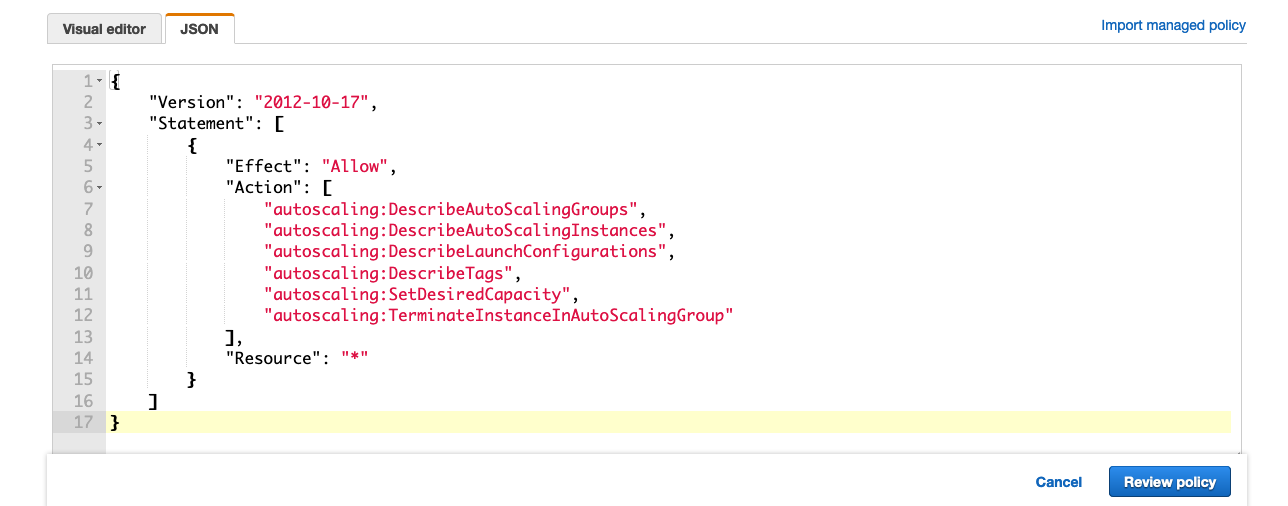 Visual editor JSON Import managed policy
1 {
2 "Version": "2012-10-17",
3 "Statement": [
4 {
5 "Effect": "Allow",
6 "Action": [
7 "autoscaling:DescribeAutoScalingGroups",
8 "autoscaling:DescribeAutoScalingInstances",
9 "autoscaling:DescribeLaunchConfigurations",
10 "autoscaling:DescribeTags",
11 "autoscaling:SetDesiredCapacity",
12 "autoscaling:TerminateInstanceInAutoScalingGroup"
13 ],
14 "Resource": "*"
15 }
16 ]
17 }
Cancel Review policy